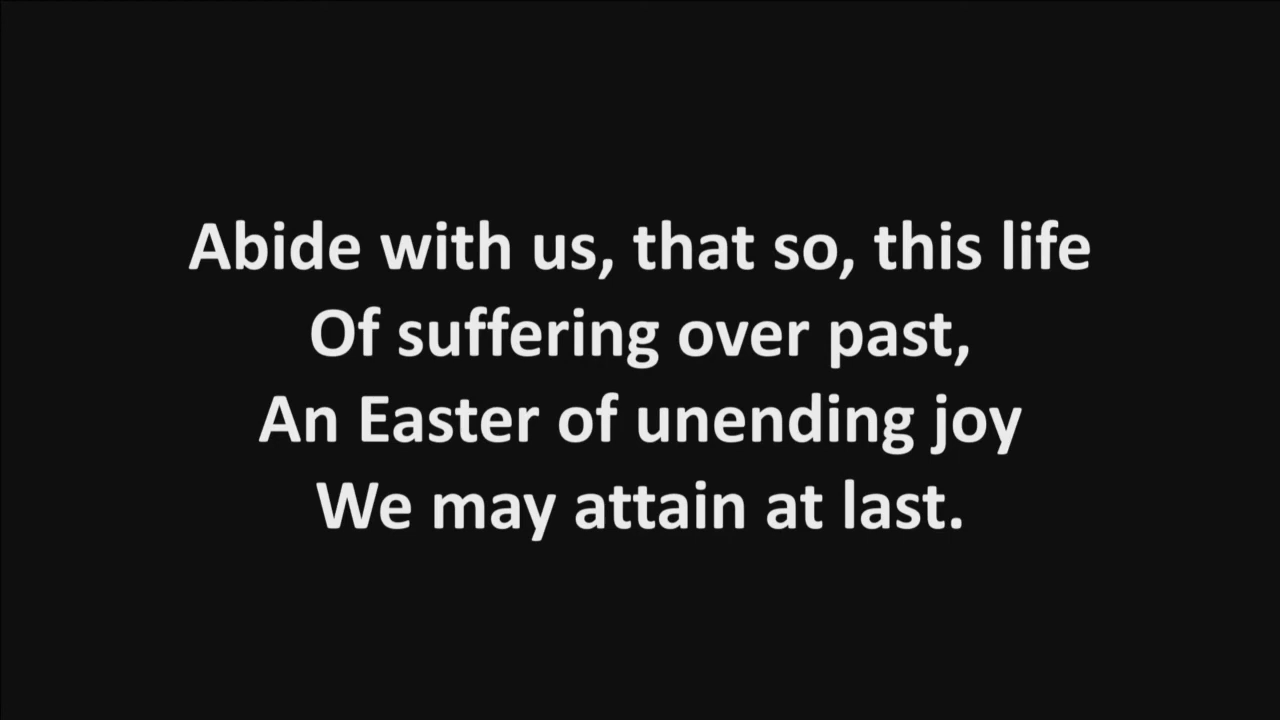 Abide with us, that so, this life
Of suffering over past,
An Easter of unending joy
We may attain at last.